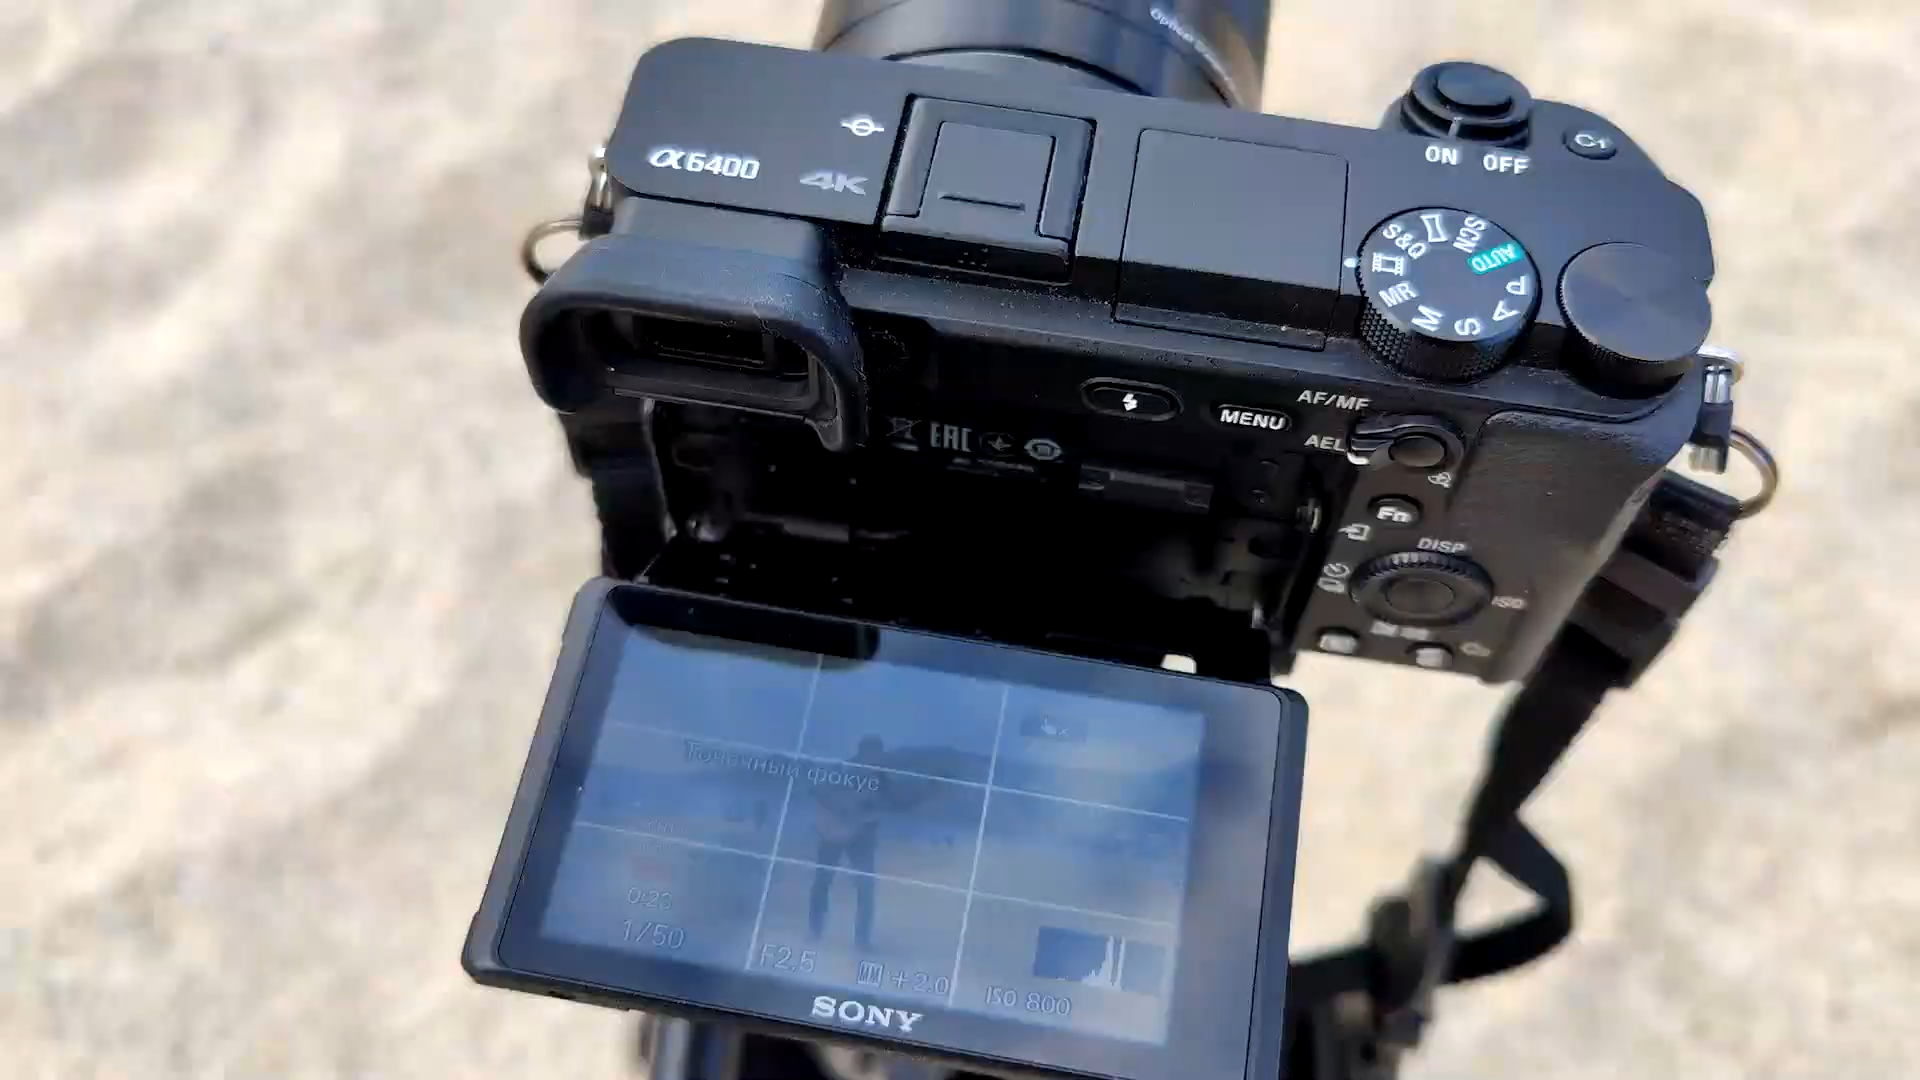 α6400
4K
ON OFF
C1
SCN
S&Q
AUTO
P
A
S
M
MR
AF/MF
MENU
AEL
EAC
Fn
DISP
ISO
Точечный фокус
0:23
1/50
F2.5
+2.0
ISO 800
SONY